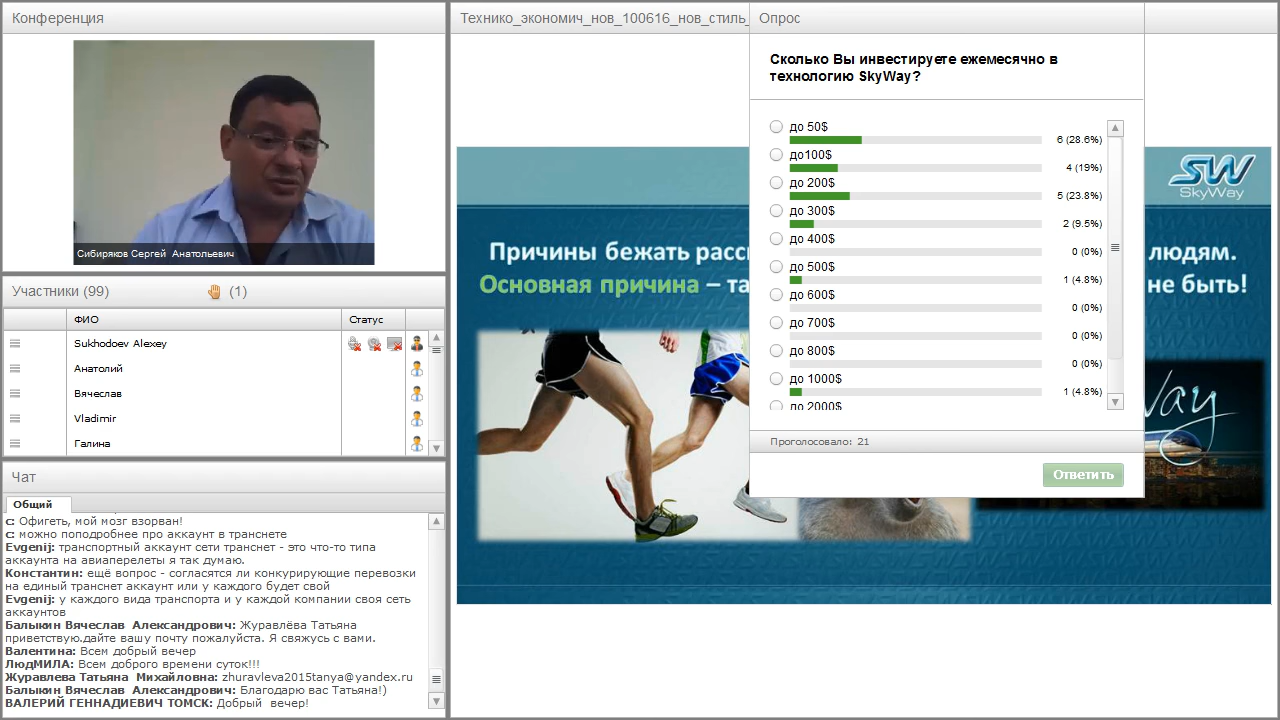 Конференция
Сибиряков Сергей Анатольевич
Участники (99)
(1)
ФИО
Статус
Sukhodoev Alexey
Анатолий
Вячеслав
Vladimir
Галина
Чат
Общий
с: Офигеть, мой мозг взорван!
с: можно поподробнее про аккаунт в транснете
Evgenij: транспортный аккаунт сети транснет - это что-то типа
аккаунта на авиаперелеты я так думаю.
Константин: ещё вопрос - согласятся ли конкурирующие перевозки
на единый транснет аккаунт или у каждого будет свой
Evgenij: у каждого вида транспорта и у каждой компании своя сеть
аккаунтов
Балыкин Вячеслав Александрович: Журавлёва Татьяна
приветствую.дайте вашу почту пожалуйста. Я свяжусь с вами.
Валентина: Всем добрый вечер
ЛюдМИЛА: Всем доброго времени суток!!!
Журавлева Татьяна Михайловна: zhuravleva2015tanya@yandex.ru
Балыкин Вячеслав Александрович: Благодарю вас Татьяна!)
ВАЛЕРИЙ ГЕННАДИЕВИЧ ТОМСК: Добрый вечер!
Технико_экономич_нов_100616_нов_стиль_
Опрос
Сколько Вы инвестируете ежемесячно в
технологию SkyWay?
до 50$
6 (28.6%)
до100$
4 (19%)
до 200$
5 (23.8%)
до 300$
2 (9.5%)
до 400$
0 (0%)
до 500$
1 (4.8%)
до 600$
0 (0%)
до 700$
0 (0%)
до 800$
0 (0%)
до 1000$
1 (4.8%)
до 2000$
Проголосовало: 21
Ответить
SW
SkyWay
Причины бежать расс людям.
Основная причина – та не быть!
Way